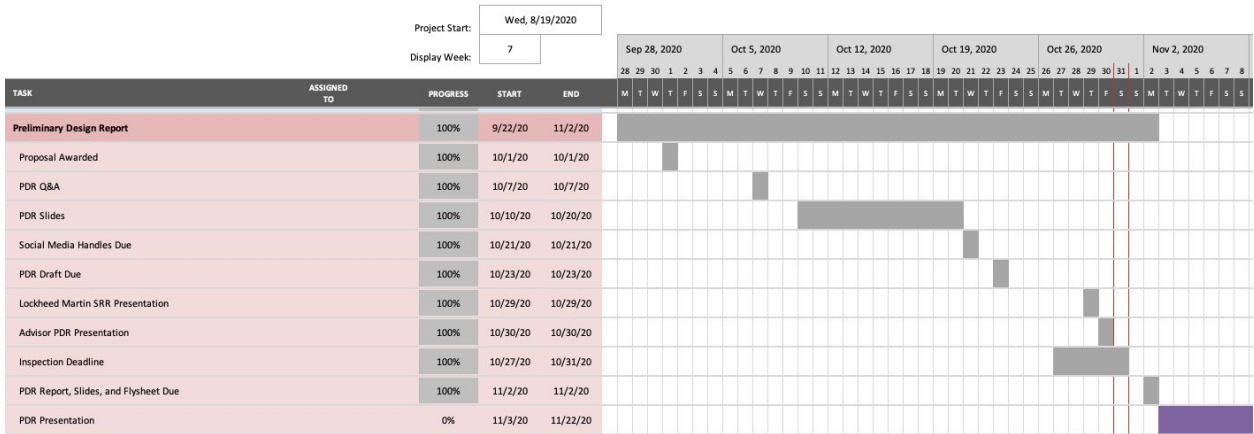 Project Start: Wed, 8/19/2020
Display Week: 7
Sep 28, 2020 Oct 5, 2020 Oct 12, 2020 Oct 19, 2020 Oct 26, 2020 Nov 2, 2020
28 29 30 1 2 3 4 5 6 7 8 9 10 11 12 13 14 15 16 17 18 19 20 21 22 23 24 25 26 27 28 29 30 31 1 2 3 4 5 6 7 8
TASK ASSIGNED TO PROGRESS START END M T W T F S S M T W T F S S M T W T F S S M T W T F S S M T W T F S S M T W T F S S
Preliminary Design Report 100% 9/22/20 11/2/20
Proposal Awarded 100% 10/1/20 10/1/20
PDR Q&A 100% 10/7/20 10/7/20
PDR Slides 100% 10/10/20 10/20/20
Social Media Handles Due 100% 10/21/20 10/21/20
PDR Draft Due 100% 10/23/20 10/23/20
Lockheed Martin SRR Presentation 100% 10/29/20 10/29/20
Advisor PDR Presentation 100% 10/30/20 10/30/20
Inspection Deadline 100% 10/27/20 10/31/20
PDR Report, Slides, and Flysheet Due 100% 11/2/20 11/2/20
PDR Presentation 0% 11/3/20 11/22/20